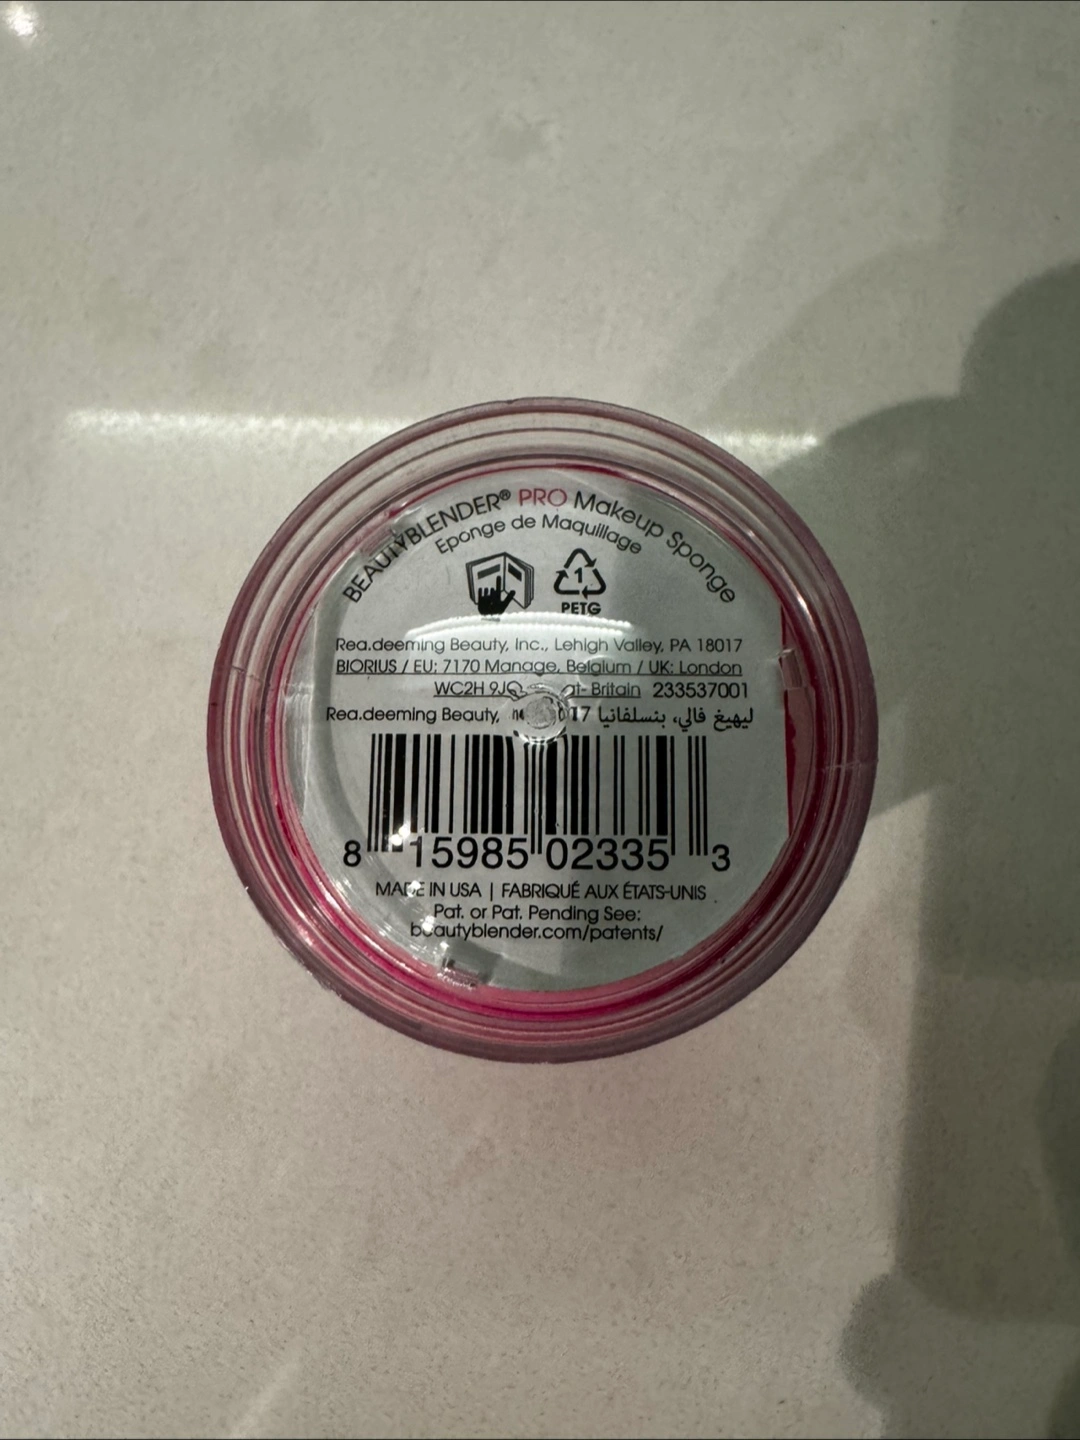 BEAUTYBLENDER® PRO Makeup Sponge
Eponge de Maquillage
1
PETG
Rea.deeming Beauty, Inc., Lehigh Valley, PA 18017
BIORIUS / EU: 7170 Manage, Belgium / UK: London
WC2H Britain 233537001
Rea.deeming Beauty, ليهيغ فالي، بنسلفانيا
8 15985 02335 3
MADE IN USA | FABRIQUÉ AUX ÉTATS-UNIS
Pat. or Pat. Pending See:
beautyblender.com/patents/